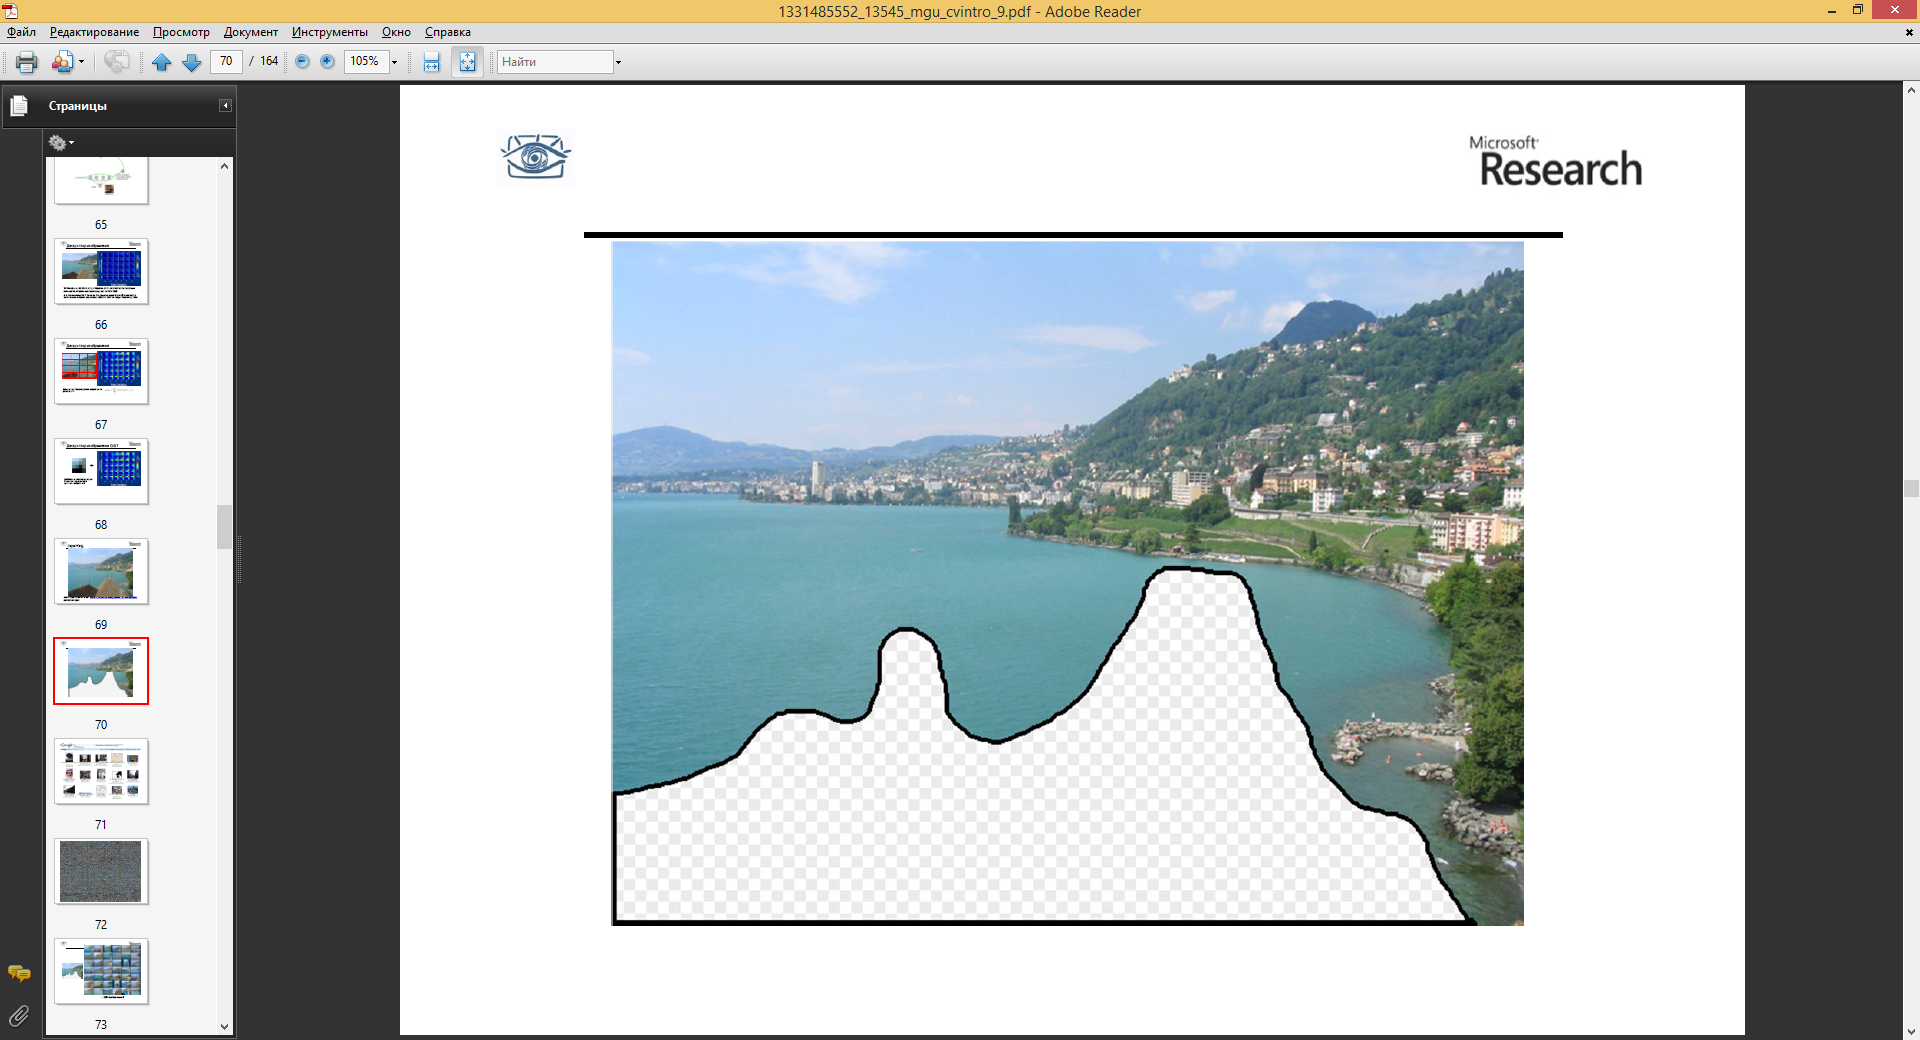 1331485552_13545_mgu_cvintro_9.pdf - Adobe Reader
Файл Редактирование Просмотр Документ Инструменты Окно Справка
70 / 164 105% Найти
Страницы
65
66
67
68
69
70
71
72
73
Microsoft
Research